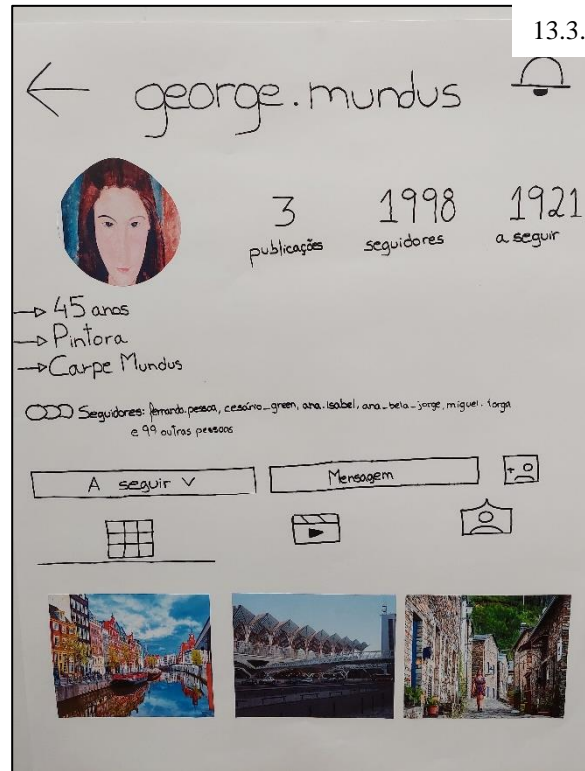 13.3.
george.mundus
3 1998 1921
publicações seguidores a seguir
→ 45 anos
→ Pintora
→ Carpe Mundus
Seguidores: fernando.pessoa, cesário_green, ana.isabel, ana_bela_jorge, miguel.torga
e 99 outras pessoas
A seguir V Mensagem